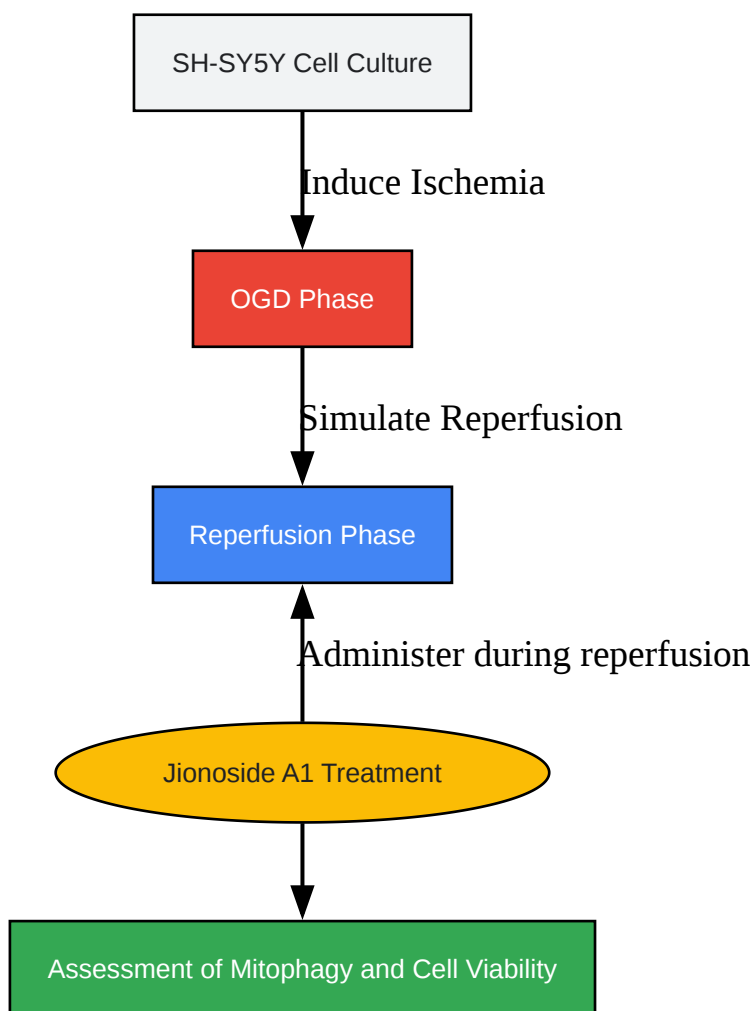 SH-SY5Y Cell Culture
Induce Ischemia
OGD Phase
Simulate Reperfusion
Reperfusion Phase
Administer during reperfusion
Jionoside A1 Treatment
Assessment of Mitophagy and Cell Viability